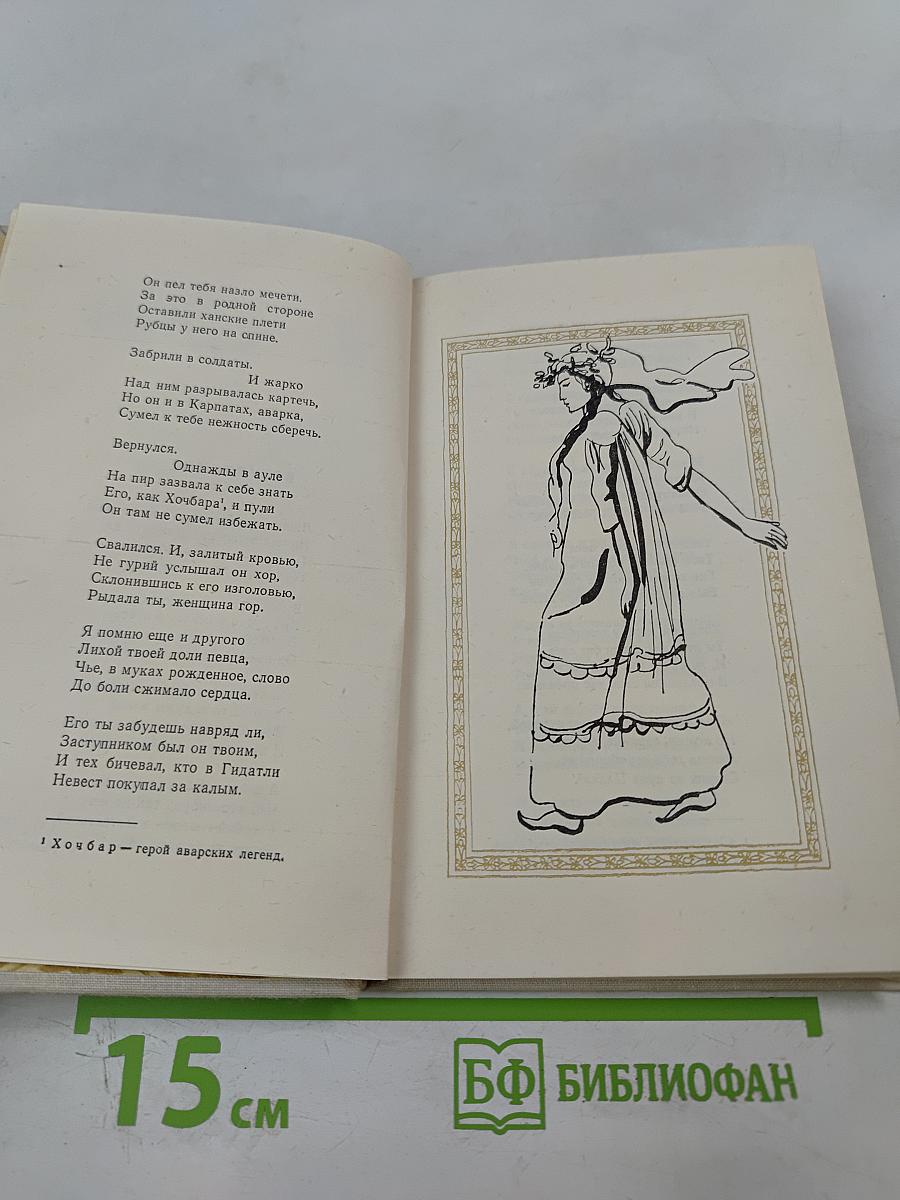 Он пел тебя назло мечети.
За это в родной стороне
Оставили ханские плети
Рубцы у него на спине.
Забрили в солдаты.
И жарко
Над ним разрывалась картечь,
Но он и в Карпатах, аварка,
Сумел к тебе нежность сберечь.
Вернулся.
Однажды в ауле
На пир зазвала к себе знать
Его, как Хочбара¹, и пули
Он там не сумел избежать.
Свалился. И, залитый кровью,
Не гурий услышал он хор,
Склонившись к его изголовью,
Рыдала ты, женщина гор.
Я помню еще и другого
Лихой твоей доли певца,
Чье, в муках рожденное, слово
До боли сжимало сердца.
Его ты забудешь навряд ли,
Заступником был он твоим,
И тех бичевал, кто в Гидатли
Невест покупал за калым.
¹ Хочбар — герой аварских легенд.
15 см
БФ БИБЛИОФАН